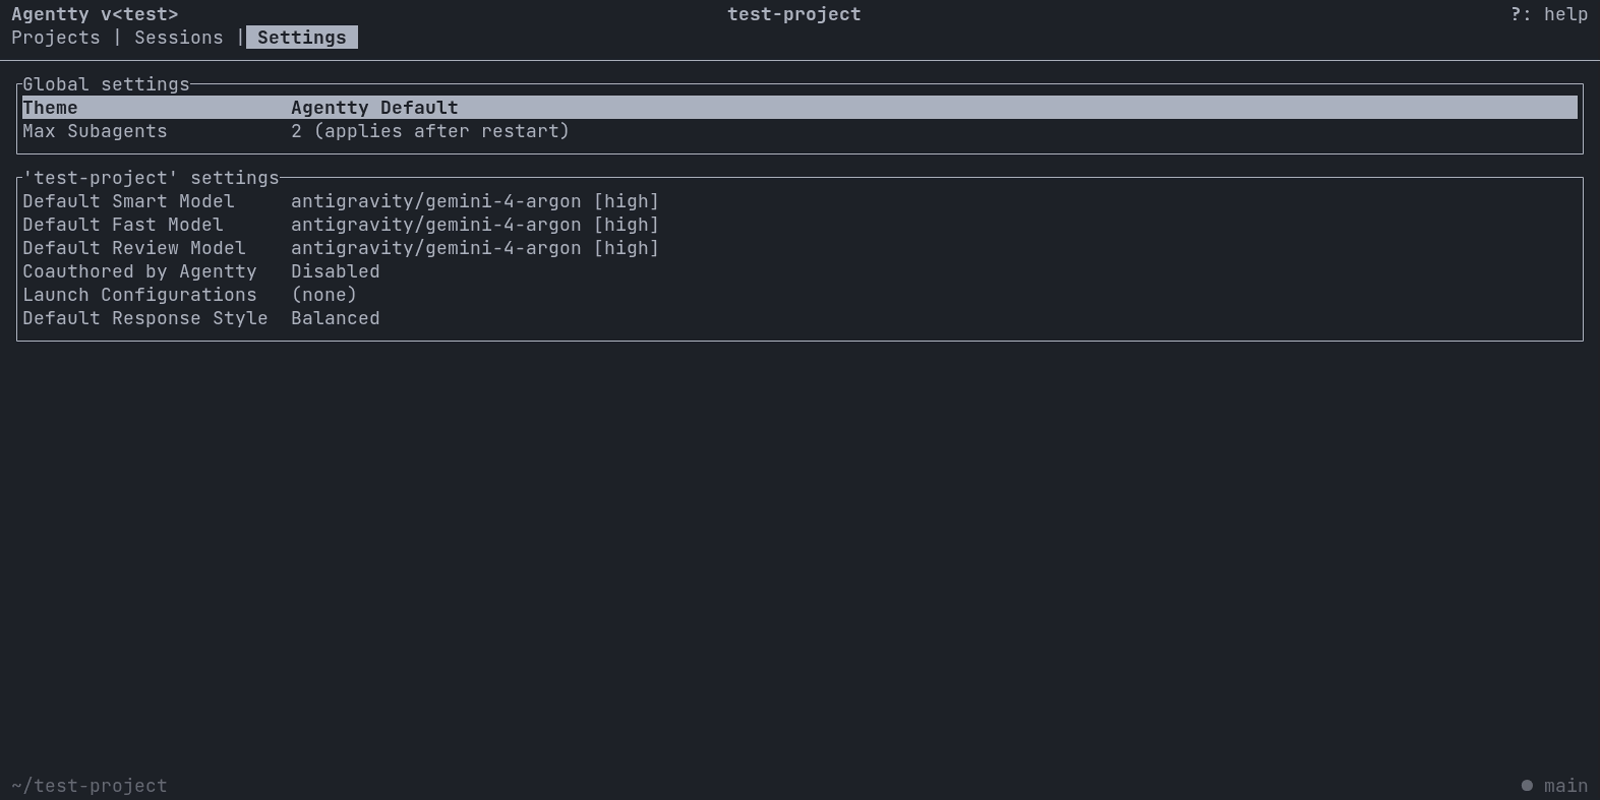 Agentty v<test> test-project ?: help
Projects | Sessions | Settings
Global settings
Theme Agentty Default
Max Subagents 2 (applies after restart)
'test-project' settings
Default Smart Model antigravity/gemini-4-argon [high]
Default Fast Model antigravity/gemini-4-argon [high]
Default Review Model antigravity/gemini-4-argon [high]
Coauthored by Agentty Disabled
Launch Configurations (none)
Default Response Style Balanced
~/test-project ● main